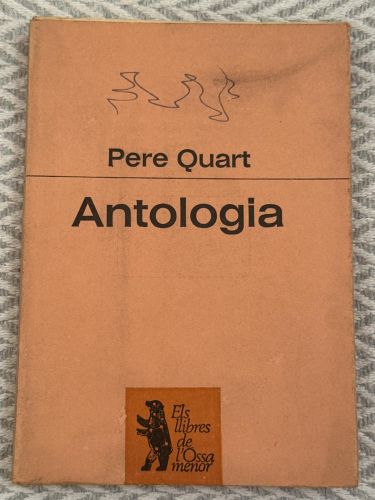 Pere Quart
Antologia
Els
llibres
de
l'Ossa
menor